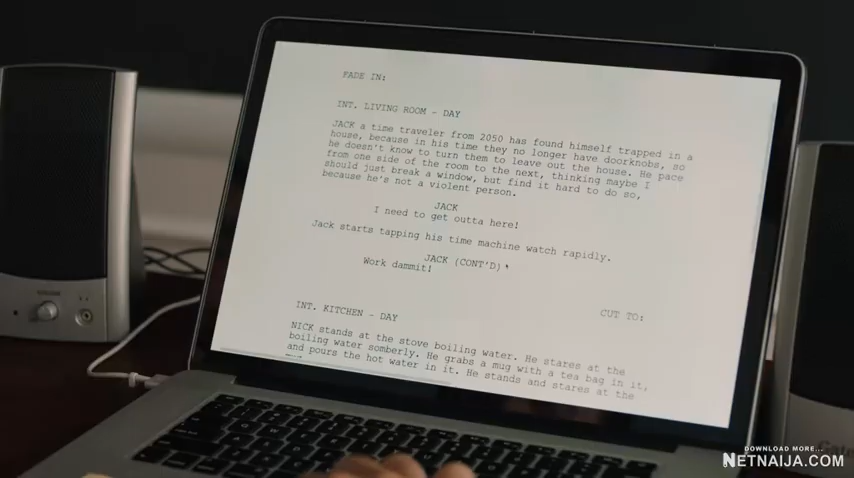 FADE IN:
INT. LIVING ROOM - DAY
JACK a time traveler from 2050 has found himself trapped in a
house, because in his time they no longer have doorknobs, so
he doesn't know to turn them to leave out the house. He pace
from one side of the room to the next, thinking maybe I
should just break a window, but find it hard to do so,
because he's not a violent person.
JACK
I need to get outta here!
Jack starts tapping his time machine watch rapidly.
JACK (CONT'D)
Work dammit!
CUT TO:
INT. KITCHEN - DAY
NICK stands at the stove boiling water. He stares at the
boiling water somberly. He grabs a mug with a tea bag in it,
and pours the hot water in it. He stands and stares at the
DOWNLOAD MORE...
NETNAIJA.COM